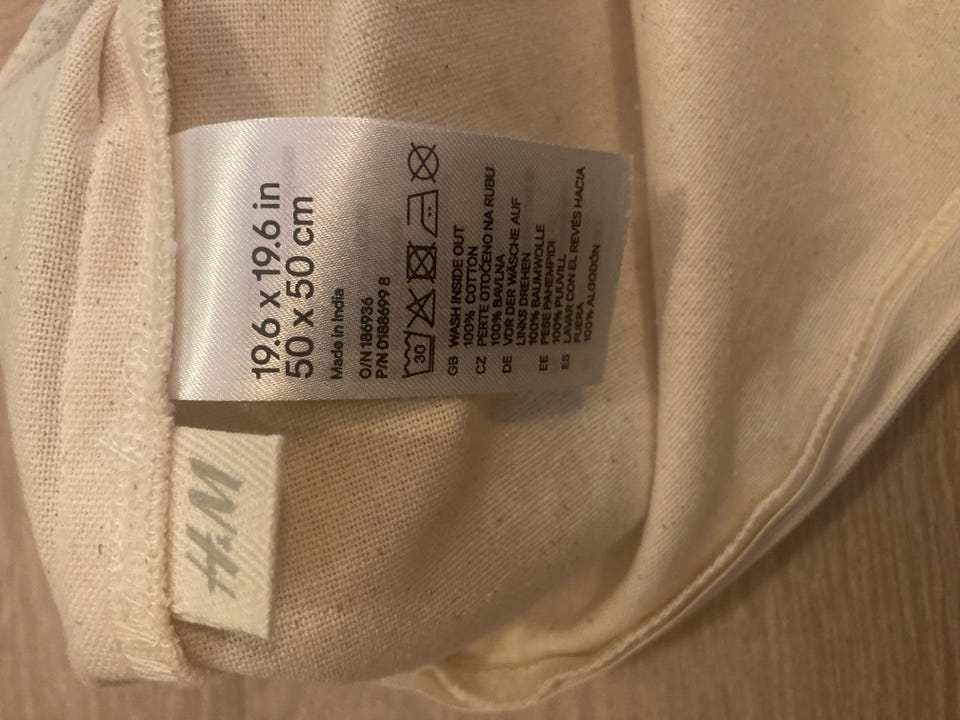 19.6 x 19.6 in
50 x 50 cm
Made in India
O/N 186936
P/N 0188699 8
30
GB WASH INSIDE OUT
100% COTTON
CZ PERTE OTOČENO NA RUBU
100% BAVLNA
DE VOR DER WÄSCHE AUF
LINKS DREHEN
100% BAUMWOLLE
EE PESE PAHEMPIDI
100% PUUVILL
ES LAVAR CON EL REVÉS HACIA
FUERA
100% ALGODÓN
H&M